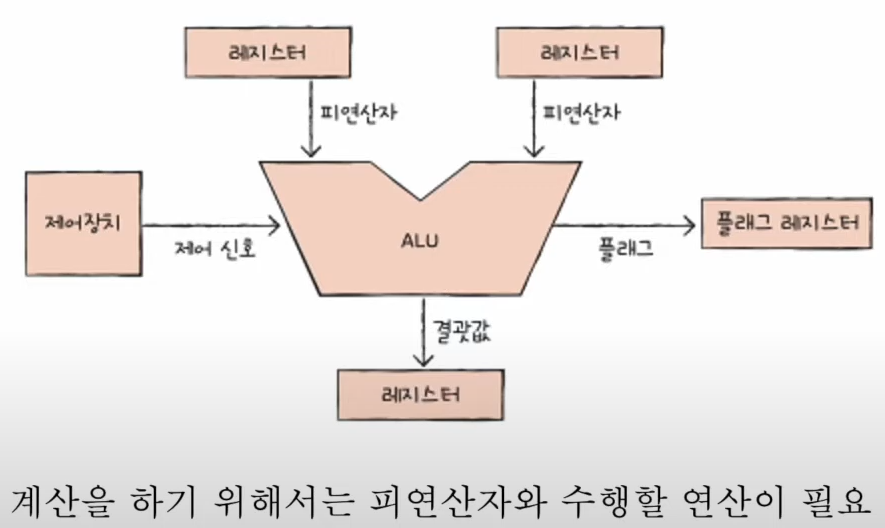 레지스터
레지스터
피연산자
피연산자
제어장치
제어 신호
ALU
플래그
플래그 레지스터
결괏값
레지스터
계산을 하기 위해서는 피연산자와 수행할 연산이 필요